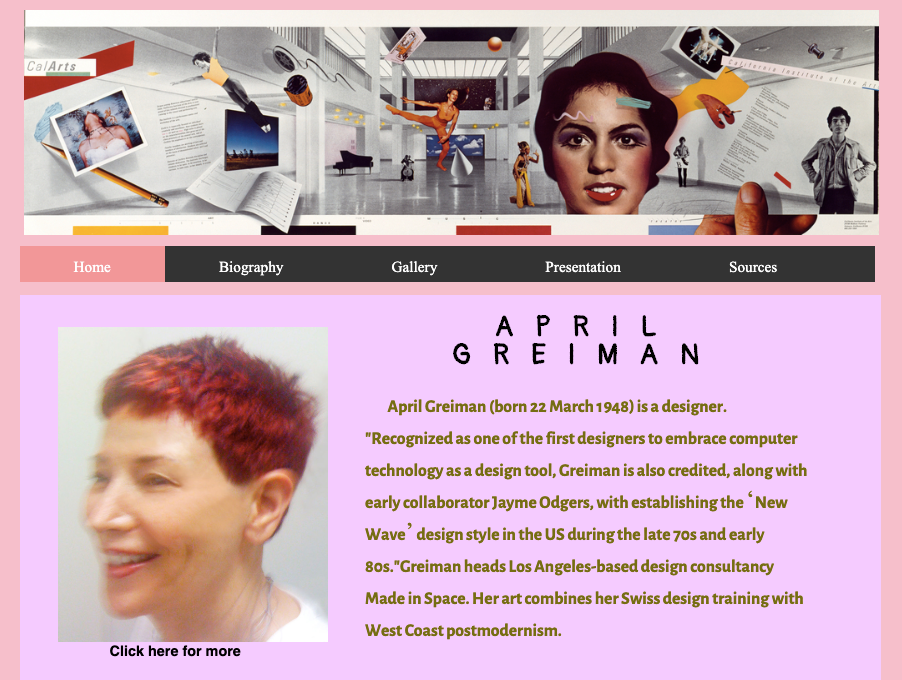 CalArts
California Institute of the Arts
Home Biography Gallery Presentation Sources
APRIL
GREIMAN
April Greiman (born 22 March 1948) is a designer.
"Recognized as one of the first designers to embrace computer
technology as a design tool, Greiman is also credited, along with
early collaborator Jayme Odgers, with establishing the ‘New
Wave’ design style in the US during the late 70s and early
80s."Greiman heads Los Angeles-based design consultancy
Made in Space. Her art combines her Swiss design training with
West Coast postmodernism.
Click here for more